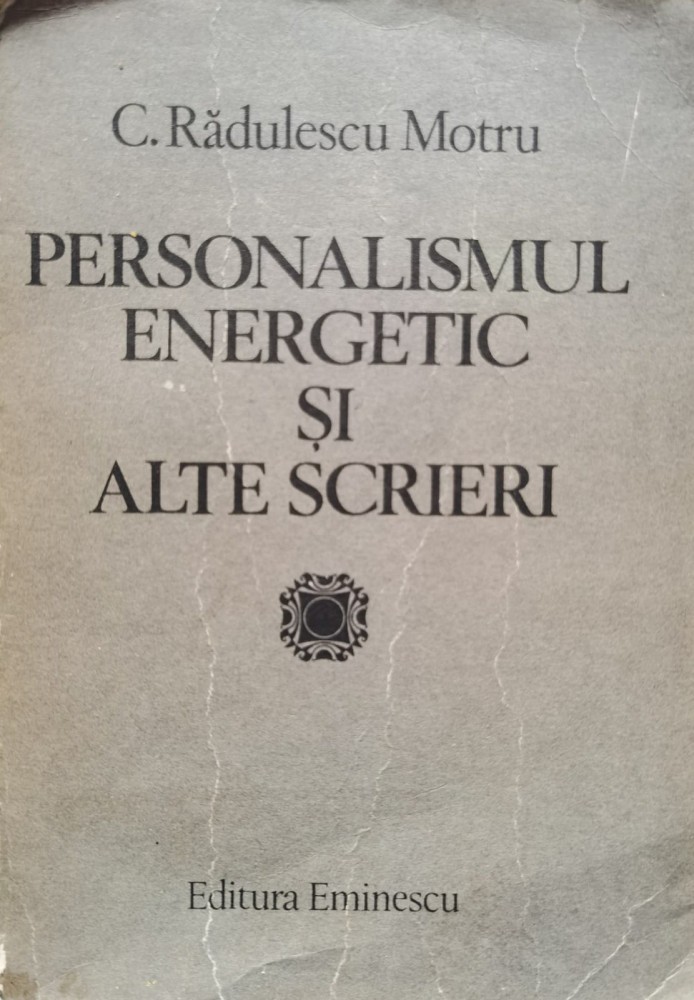 C. Rădulescu Motru
PERSONALISMUL
ENERGETIC
ȘI
ALTE SCRIERI
Editura Eminescu